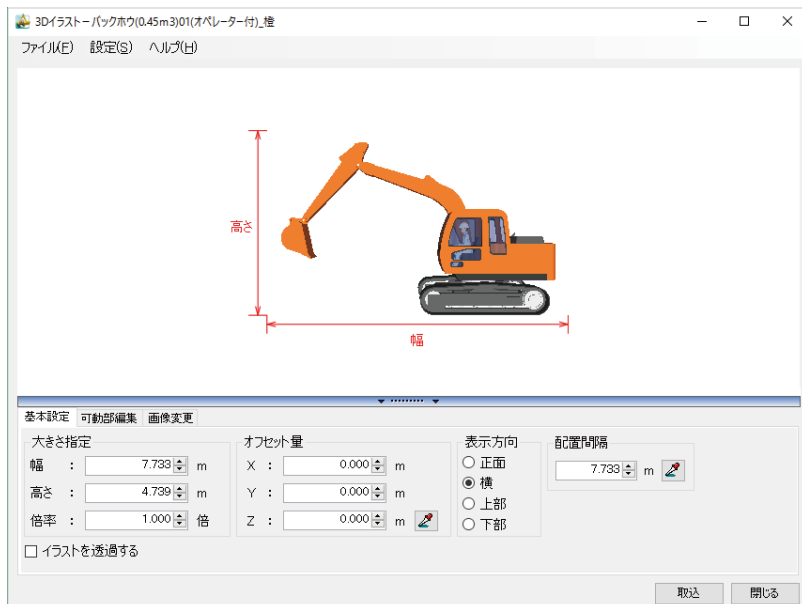 3Dイラスト－バックホウ(0.45m3)01(オペレーター付)_橙
ファイル(F) 設定(S) ヘルプ(H)
高さ
幅
基本設定 可動部編集 画像変更
大きさ指定 オフセット量 表示方向 配置間隔
幅 : 7.733 m X : 0.000 m 正面 7.733 m
高さ : 4.739 m Y : 0.000 m 横
倍率 : 1.000 倍 Z : 0.000 m 上部
下部
イラストを透過する
取込 閉じる